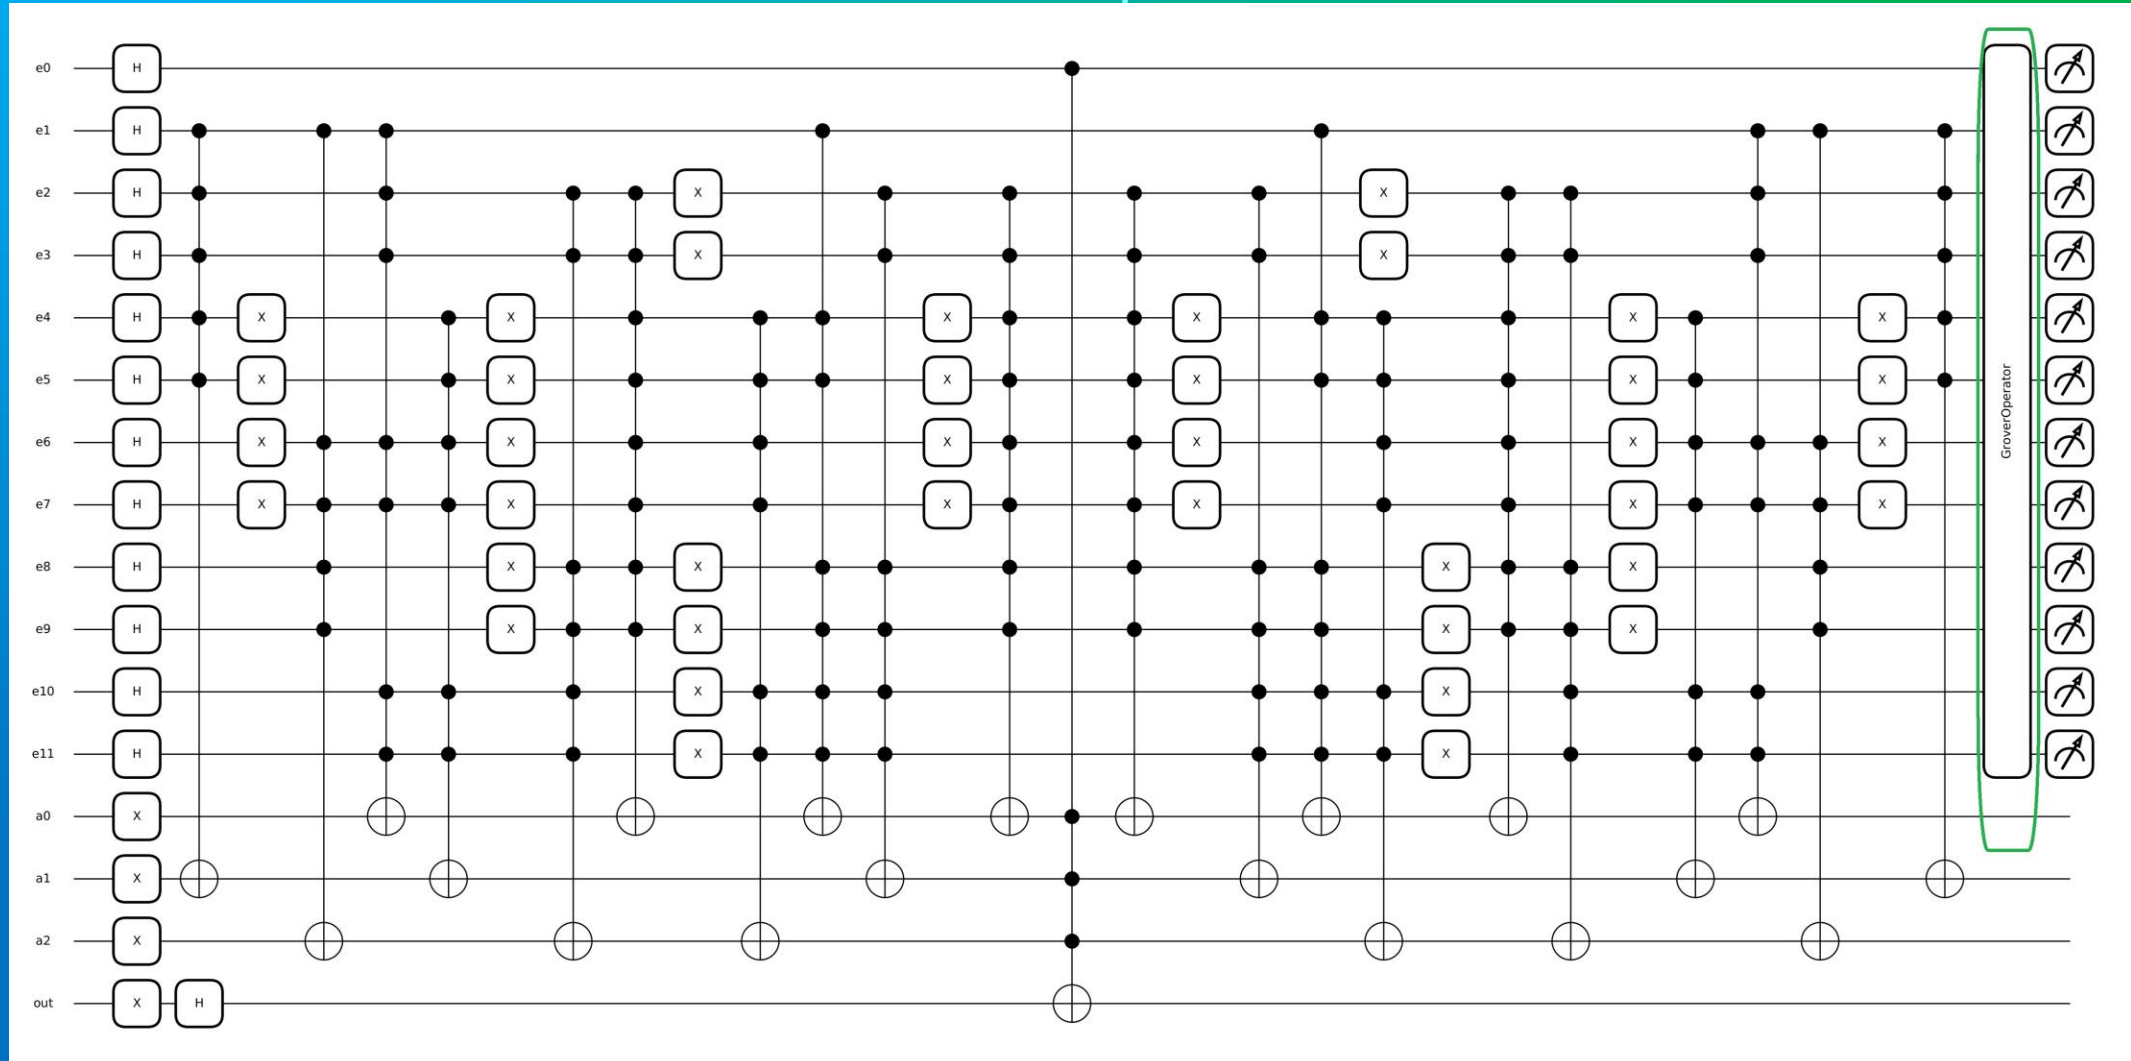 e0 H
e1 H
e2 H X X
e3 H X X
e4 H X X X X X X
e5 H X X X X X X
e6 H X X X X X X
e7 H X X X X X X
e8 H X X X X
e9 H X X X X
e10 H X X
e11 H X X
a0 X
a1 X
a2 X
out X H
GroverOperator